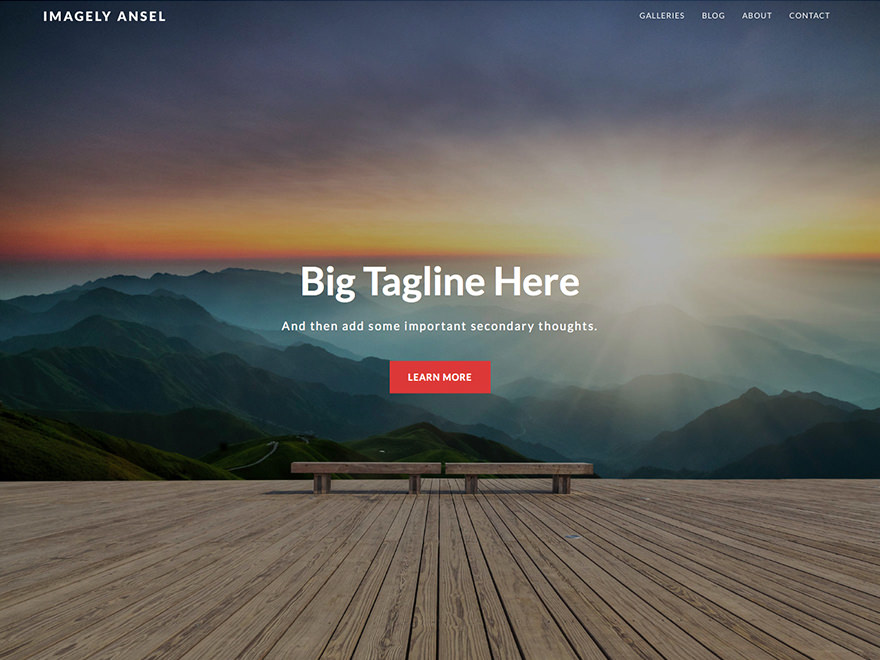 IMAGELY ANSEL
GALLERIES BLOG ABOUT CONTACT
Big Tagline Here
And then add some important secondary thoughts.
LEARN MORE